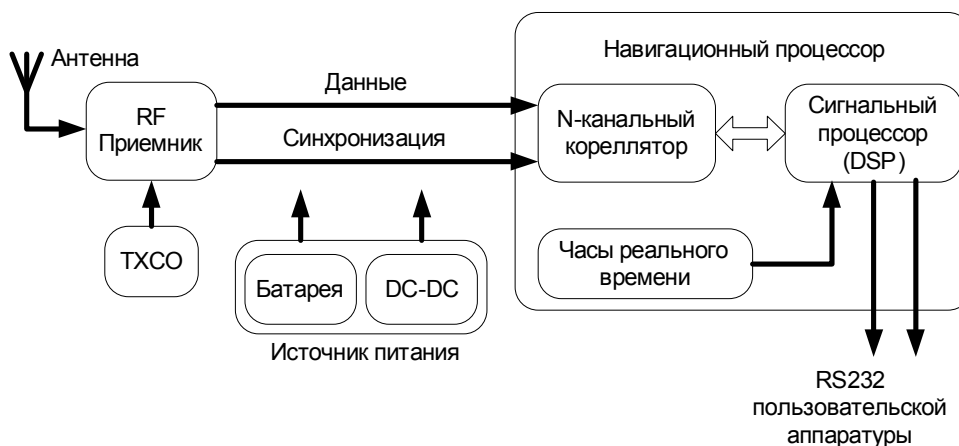 Антенна
RF
Приемник
TXCO
Данные
Синхронизация
Батарея
DC-DC
Источник питания
Навигационный процессор
N-канальный
кореллятор
Сигнальный
процессор
(DSP)
Часы реального
времени
RS232
пользовательской
аппаратуры